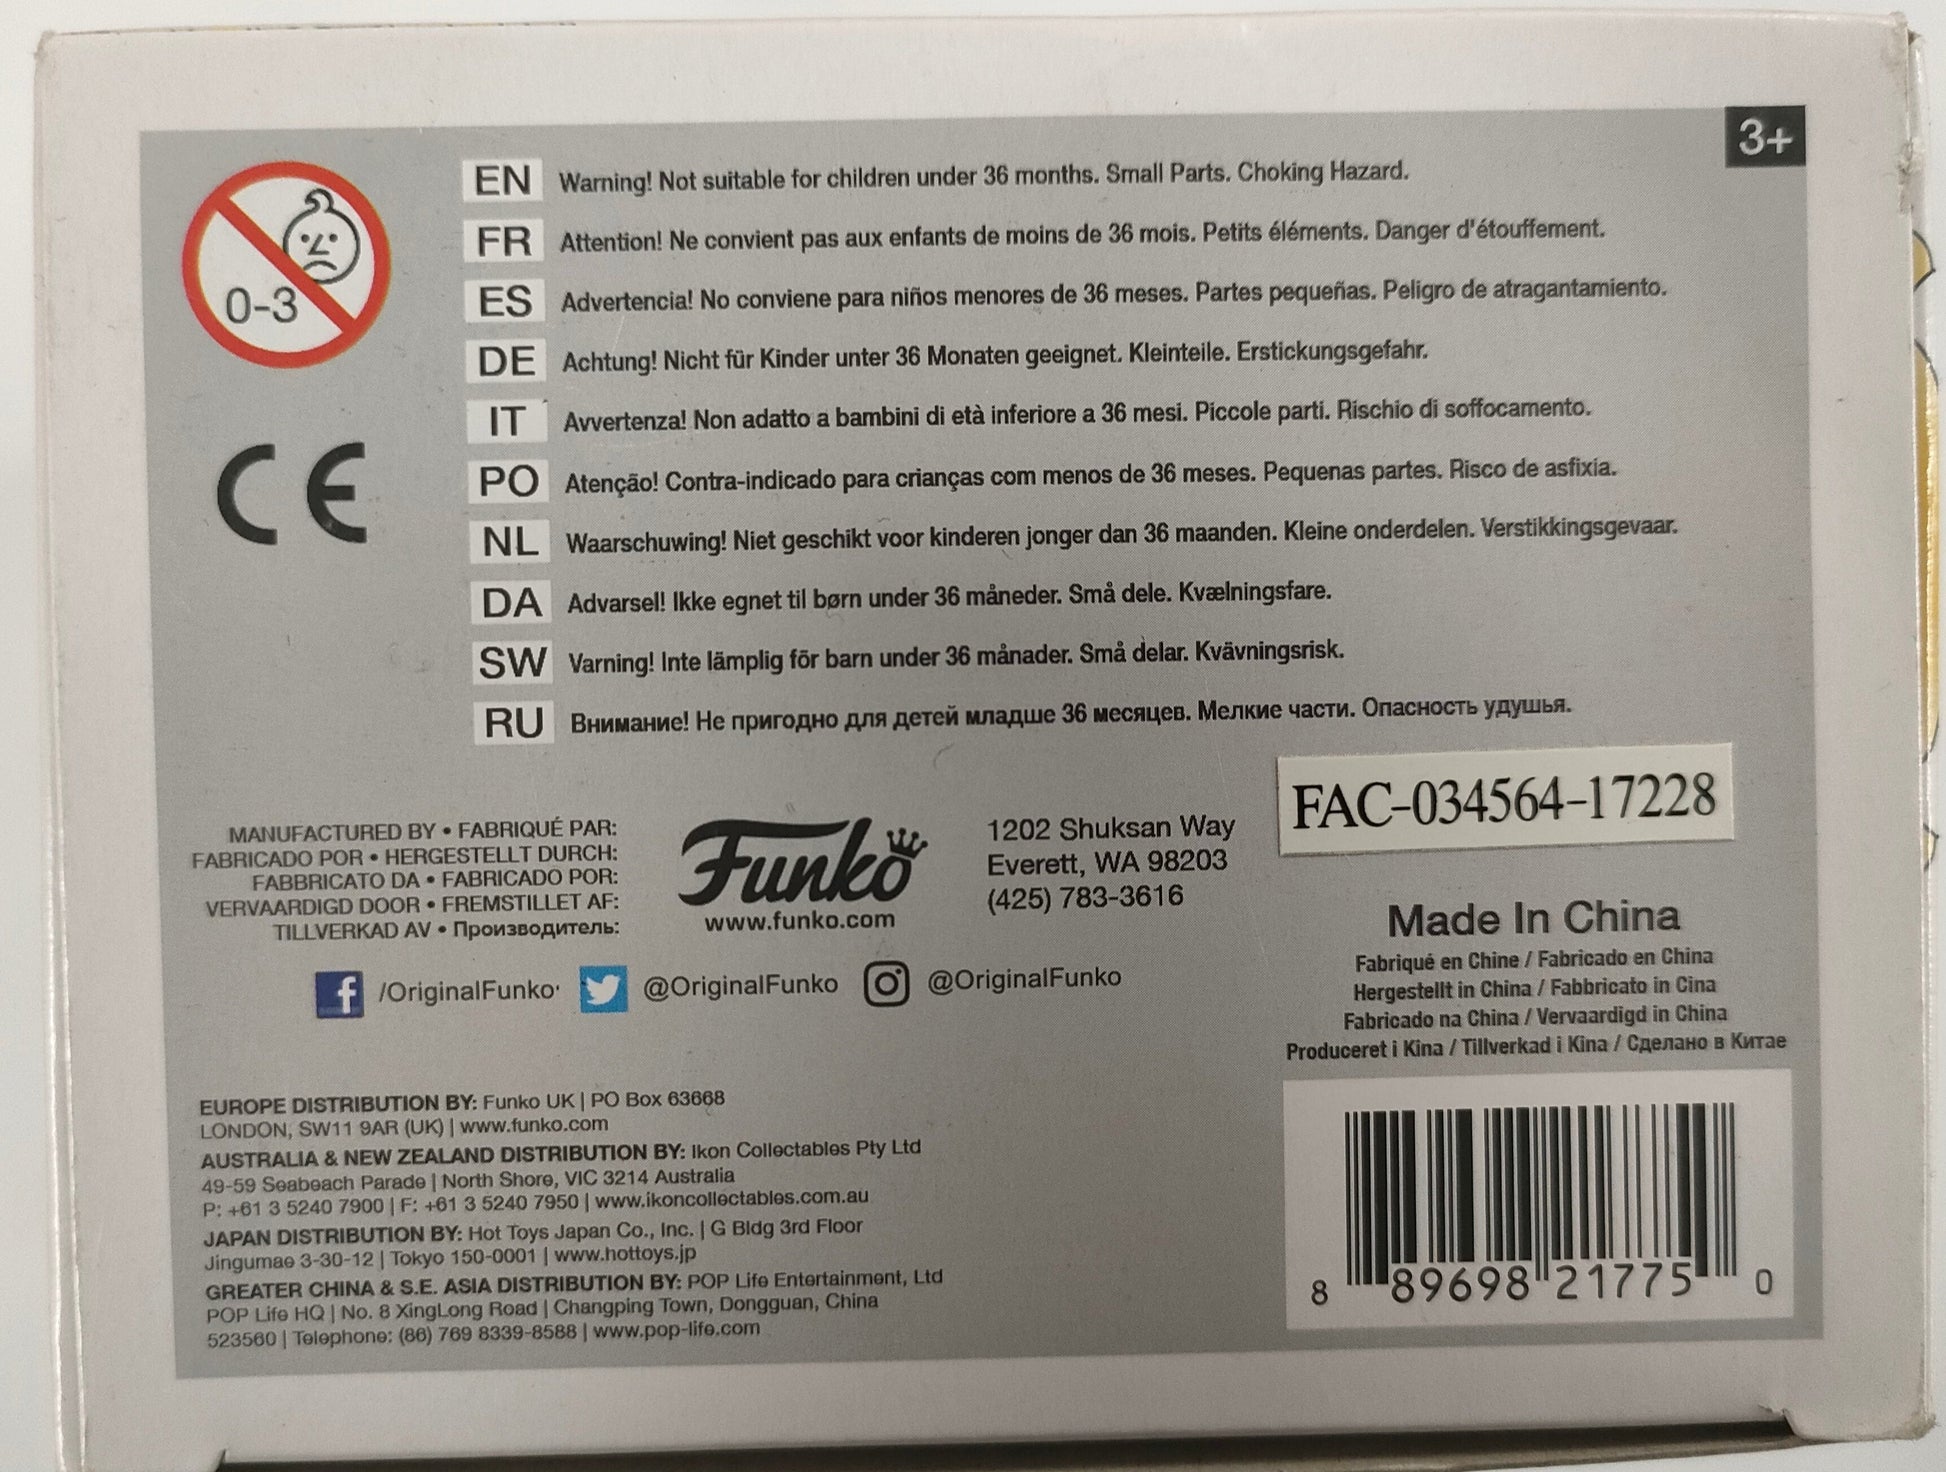 3+
0-3
CE
EN Warning! Not suitable for children under 36 months. Small Parts. Choking Hazard.
FR Attention! Ne convient pas aux enfants de moins de 36 mois. Petits éléments. Danger d'étouffement.
ES Advertencia! No conviene para niños menores de 36 meses. Partes pequeñas. Peligro de atragantamiento.
DE Achtung! Nicht für Kinder unter 36 Monaten geeignet. Kleinteile. Erstickungsgefahr.
IT Avvertenza! Non adatto a bambini di età inferiore a 36 mesi. Piccole parti. Rischio di soffocamento.
PO Atenção! Contra-indicado para crianças com menos de 36 meses. Pequenas partes. Risco de asfixia.
NL Waarschuwing! Niet geschikt voor kinderen jonger dan 36 maanden. Kleine onderdelen. Verstikkingsgevaar.
DA Advarsel! Ikke egnet til børn under 36 måneder. Små dele. Kvælningsfare.
SW Varning! Inte lämplig för barn under 36 månader. Små delar. Kvävningsrisk.
RU Внимание! Не пригодно для детей младше 36 месяцев. Мелкие части. Опасность удушья.
MANUFACTURED BY • FABRIQUÉ PAR:
FABRICADO POR • HERGESTELLT DURCH:
FABBRICATO DA • FABRICADO POR:
VERVAARDIGD DOOR • FREMSTILLET AF:
TILLVERKAD AV • Производитель:
Funko
www.funko.com
1202 Shuksan Way
Everett, WA 98203
(425) 783-3616
FAC-034564-17228
/OriginalFunko
@OriginalFunko
@OriginalFunko
Made In China
Fabriqué en Chine / Fabricado en China
Hergestellt in China / Fabbricato in Cina
Fabricado na China / Vervaardigd in China
Produceret i Kina / Tillverkad i Kina / Сделано в Китае
EUROPE DISTRIBUTION BY: Funko UK | PO Box 63668
LONDON, SW11 9AR (UK) | www.funko.com
AUSTRALIA & NEW ZEALAND DISTRIBUTION BY: Ikon Collectables Pty Ltd
49-59 Seabeach Parade | North Shore, VIC 3214 Australia
P: +61 3 5240 7900 | F: +61 3 5240 7950 | www.ikoncollectables.com.au
JAPAN DISTRIBUTION BY: Hot Toys Japan Co., Inc. | G Bldg 3rd Floor
Jingumae 3-30-12 | Tokyo 150-0001 | www.hottoys.jp
GREATER CHINA & S.E. ASIA DISTRIBUTION BY: POP Life Entertainment, Ltd
POP Life HQ | No. 8 XingLong Road | Changping Town, Dongguan, China
523560 | Telephone: (86) 769 8339-8588 | www.pop-life.com
8 89698 21775 0